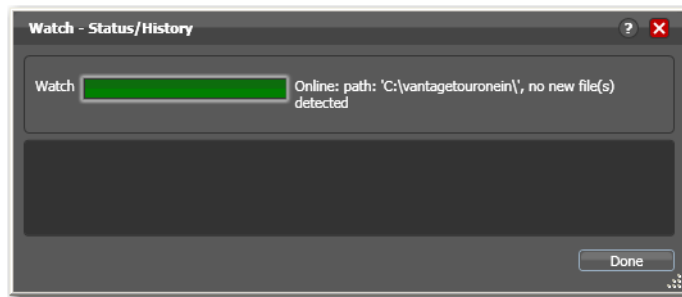 Watch - Status/History
?
Watch
Online: path: 'C:\vantagetouronein\', no new file(s)
detected
Done